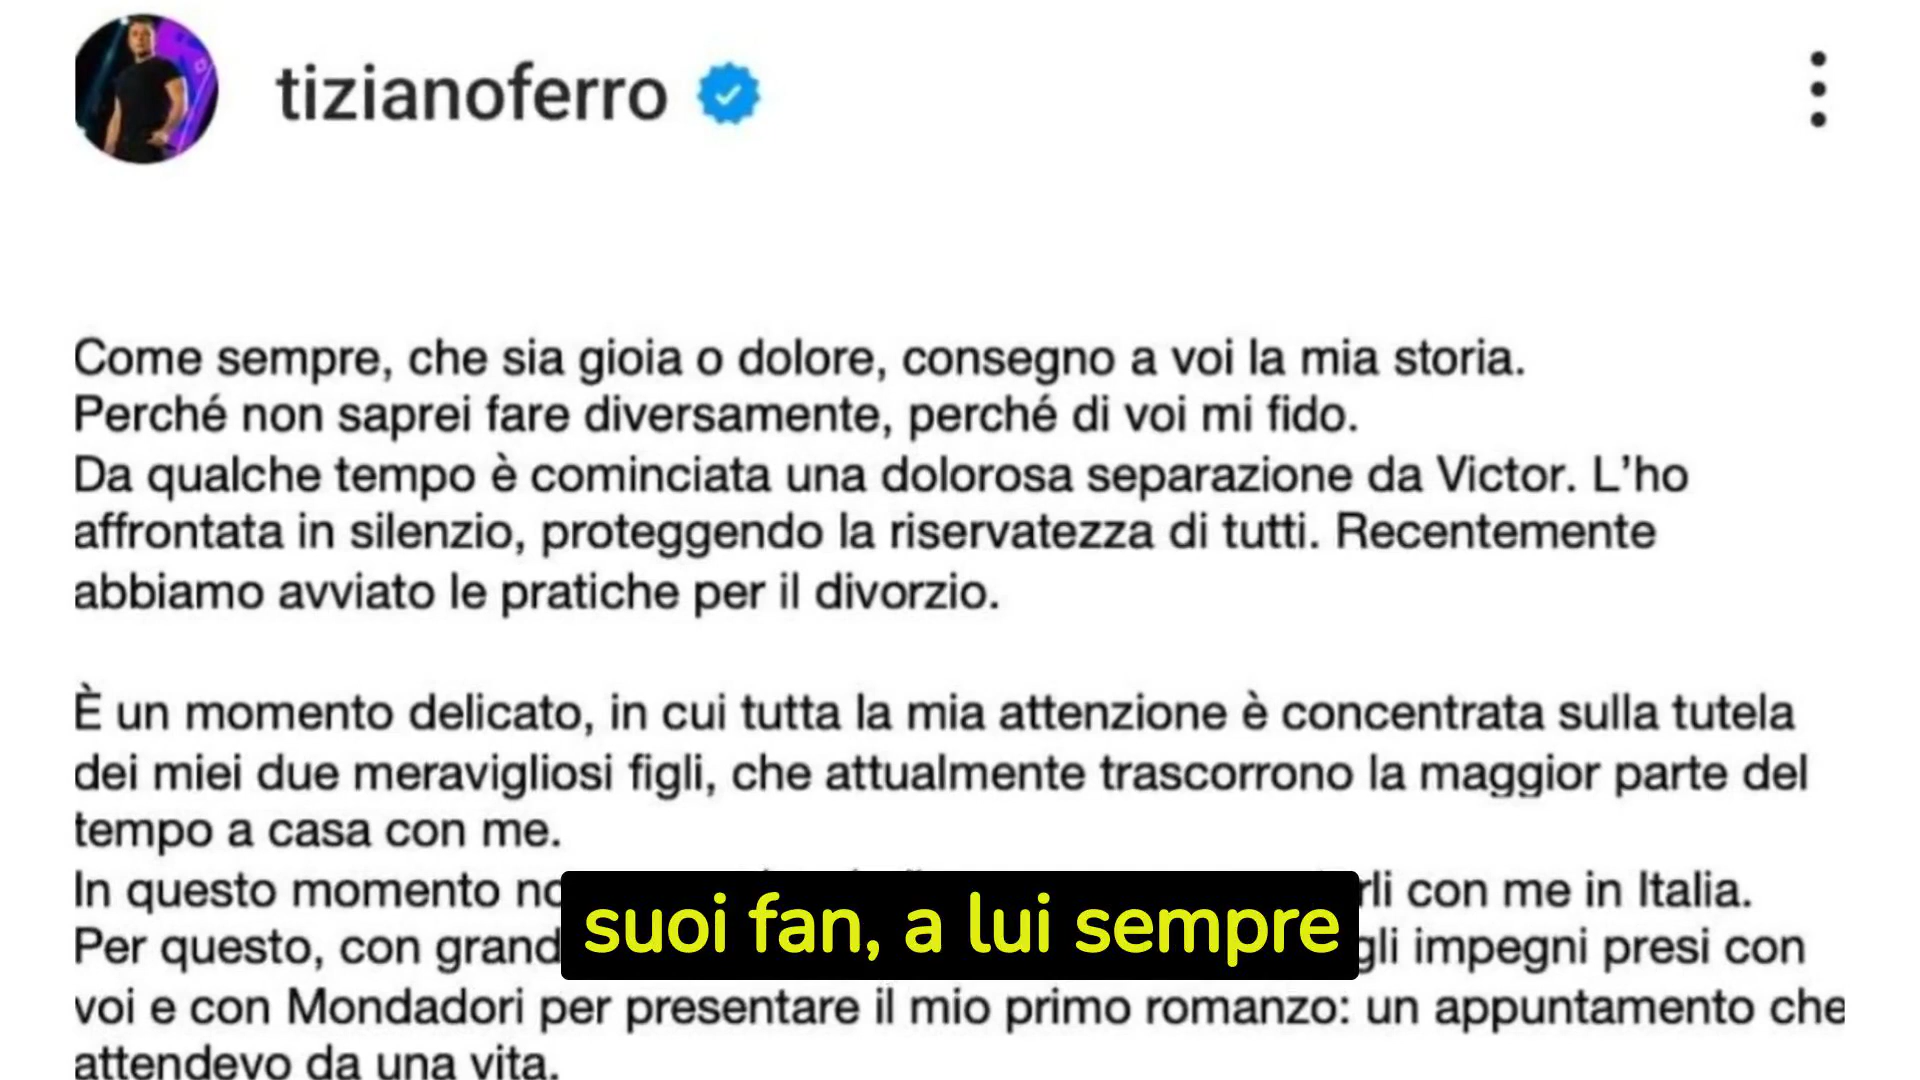 tizianoferro
Come sempre, che sia gioia o dolore, consegno a voi la mia storia.
Perché non saprei fare diversamente, perché di voi mi fido.
Da qualche tempo è cominciata una dolorosa separazione da Victor. L’ho
affrontata in silenzio, proteggendo la riservatezza di tutti. Recentemente
abbiamo avviato le pratiche per il divorzio.
È un momento delicato, in cui tutta la mia attenzione è concentrata sulla tutela
dei miei due meravigliosi figli, che attualmente trascorrono la maggior parte del
tempo a casa con me.
In questo momento con me in Italia.
Per questo, con impegni presi con
suoi fan, a lui sempre
voi e con Mondadori per presentare il mio primo romanzo: un appuntamento che
attendevo da una vita.